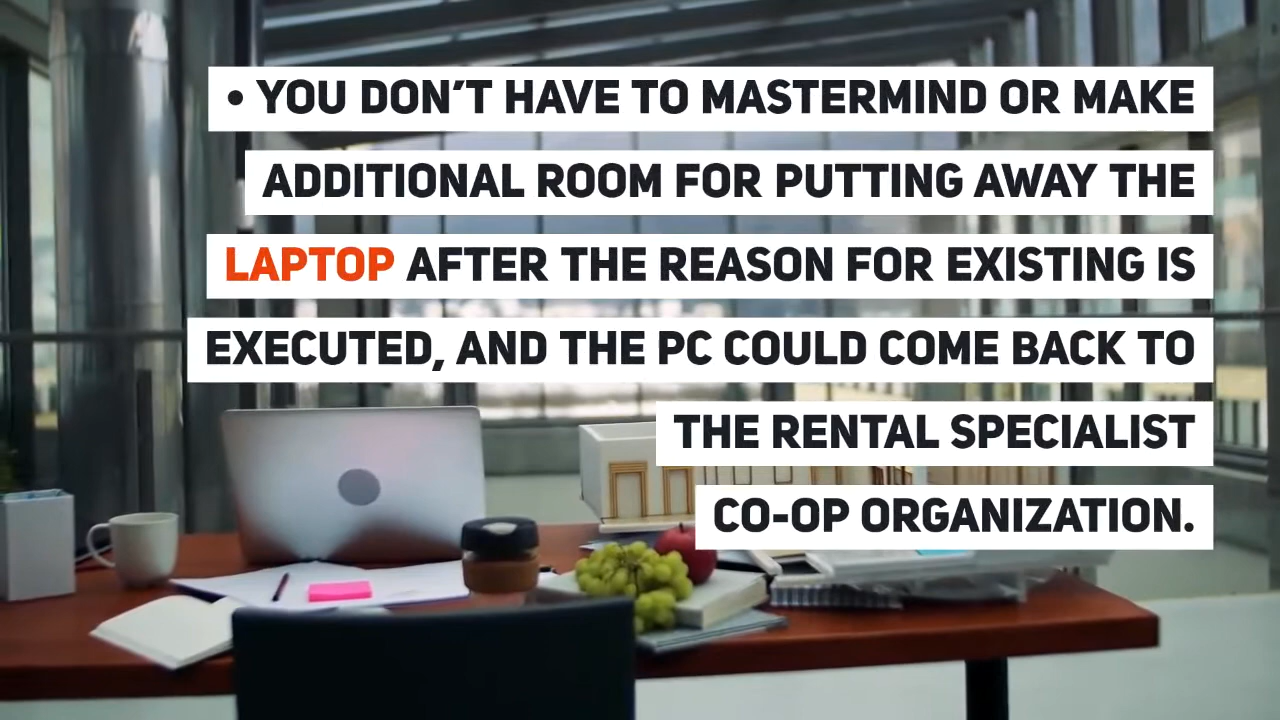 • YOU DON’T HAVE TO MASTERMIND OR MAKE
ADDITIONAL ROOM FOR PUTTING AWAY THE
LAPTOP AFTER THE REASON FOR EXISTING IS
EXECUTED, AND THE PC COULD COME BACK TO
THE RENTAL SPECIALIST
CO-OP ORGANIZATION.